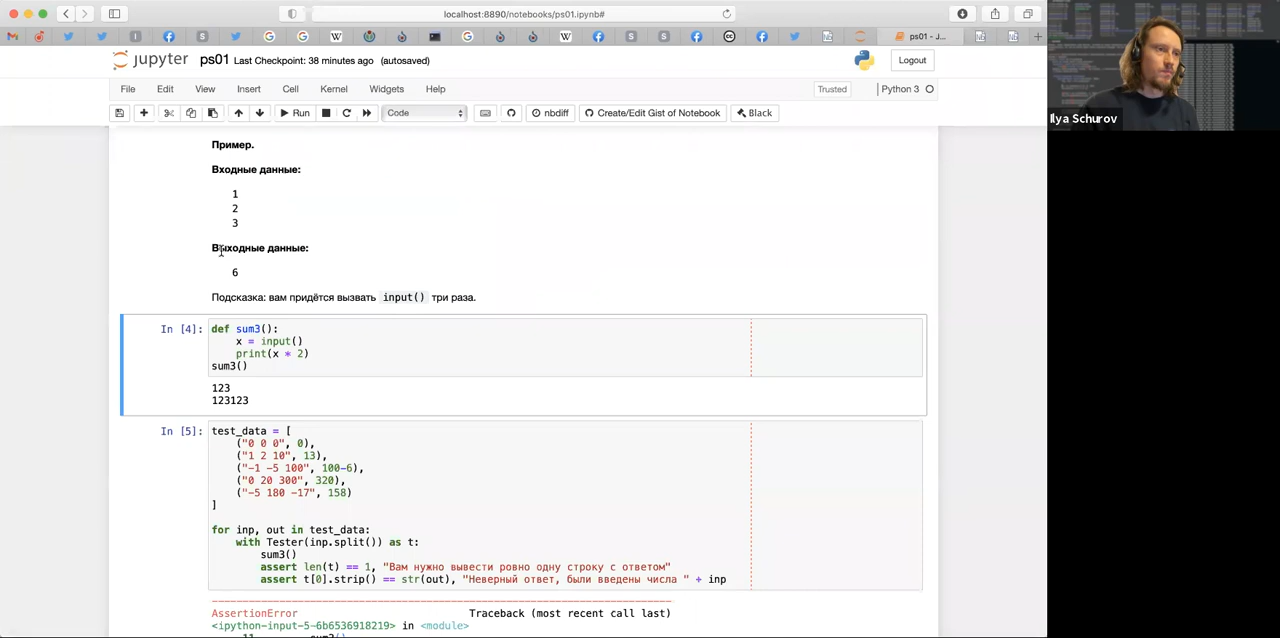 localhost:8890/notebooks/ps01.ipynb#
ps01 - J...
jupyter ps01 Last Checkpoint: 38 minutes ago (autosaved)
Logout
File Edit View Insert Cell Kernel Widgets Help
Trusted Python 3
Run Code nbdiff Create/Edit Gist of Notebook Black
Ilya Schurov
Пример.
Входные данные:
1
2
3
Выходные данные:
6
Подсказка: вам придётся вызвать input() три раза.
In [4]: def sum3():
x = input()
print(x * 2)
sum3()
123
123123
In [5]: test_data = [
("0 0 0", 0),
("1 2 10", 13),
("-1 -5 100", 100-6),
("0 20 300", 320),
("-5 180 -17", 158)
]
for inp, out in test_data:
with Tester(inp.split()) as t:
sum3()
assert len(t) == 1, "Вам нужно вывести ровно одну строку с ответом"
assert t[0].strip() == str(out), "Неверный ответ, были введены числа " + inp
AssertionError Traceback (most recent call last)
<ipython-input-5-6b6536918219> in <module>